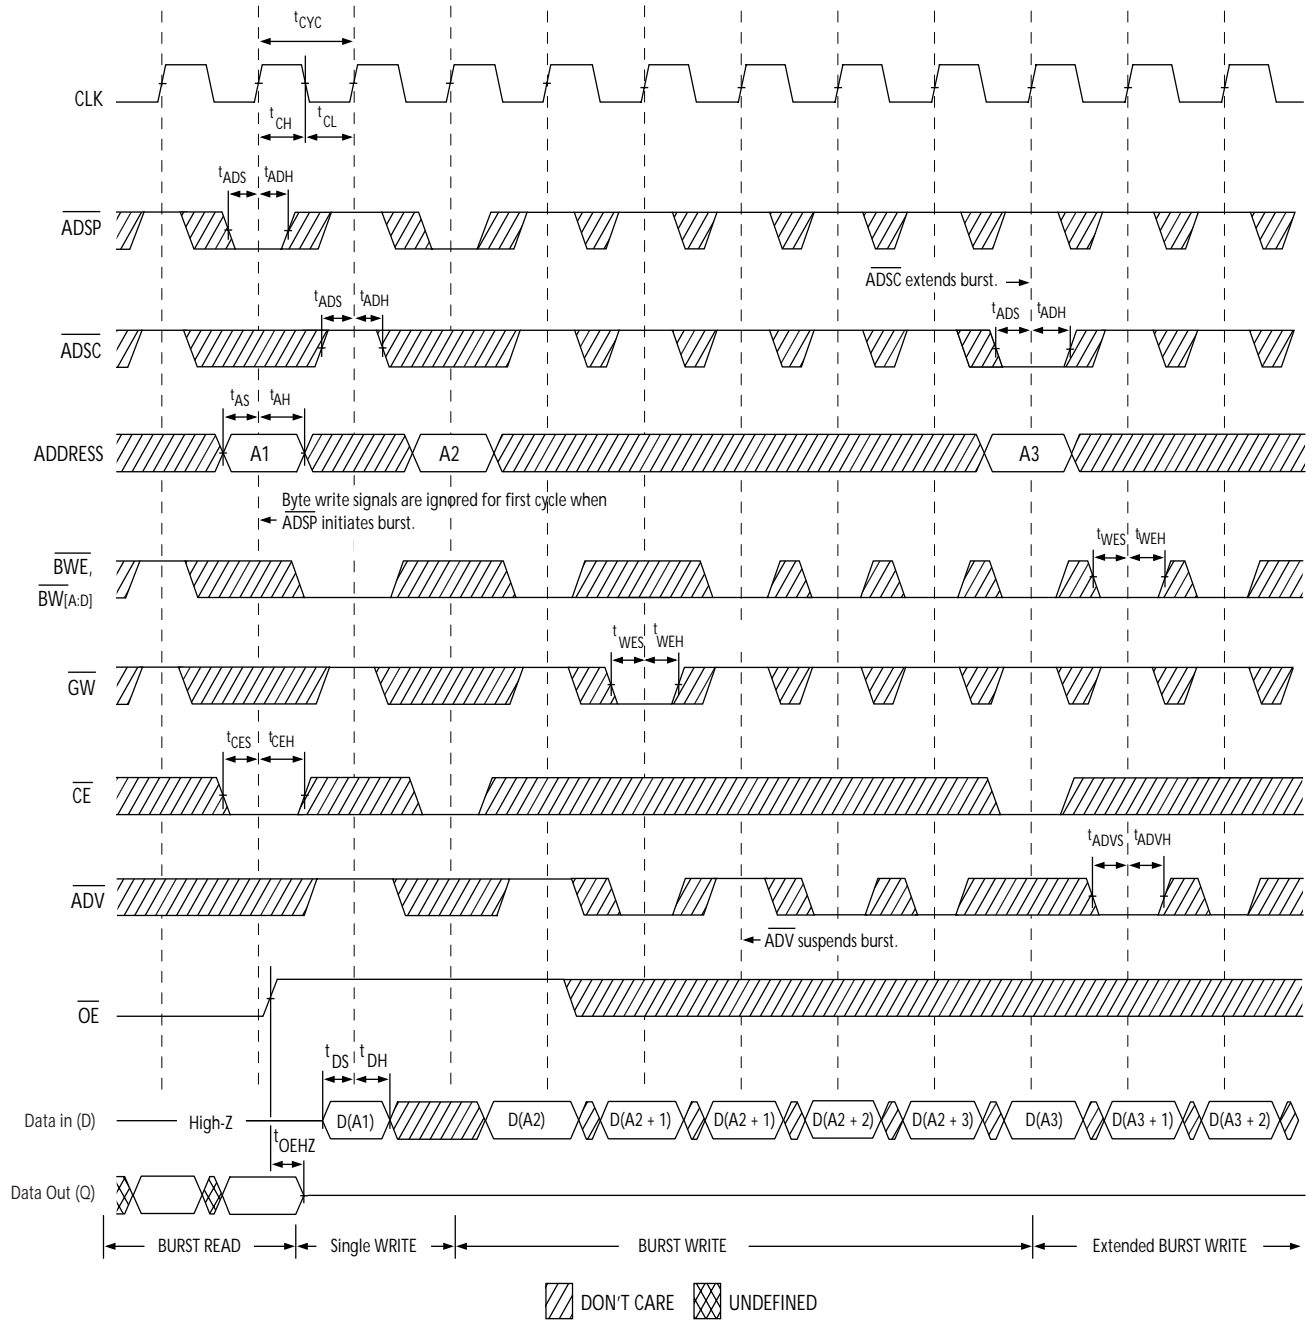 tCYC
CLK
tCH
tCL
tADS
tADH
ADSP
ADSC extends burst.
tADS
tADH
tADS
tADH
ADSC
tAS
tAH
ADDRESS
A1
A2
A3
Byte write signals are ignored for first cycle when
ADSP initiates burst.
tWES
tWEH
BWE,
BW[A:D]
tWES
tWEH
GW
tCES
tCEH
CE
tADVS
tADVH
ADV
ADV suspends burst.
OE
tDS
tDH
Data in (D)
High-Z
D(A1)
D(A2)
D(A2 + 1)
D(A2 + 1)
D(A2 + 2)
D(A2 + 3)
D(A3)
D(A3 + 1)
D(A3 + 2)
tOEHZ
Data Out (Q)
BURST READ
Single WRITE
BURST WRITE
Extended BURST WRITE
DON'T CARE
UNDEFINED